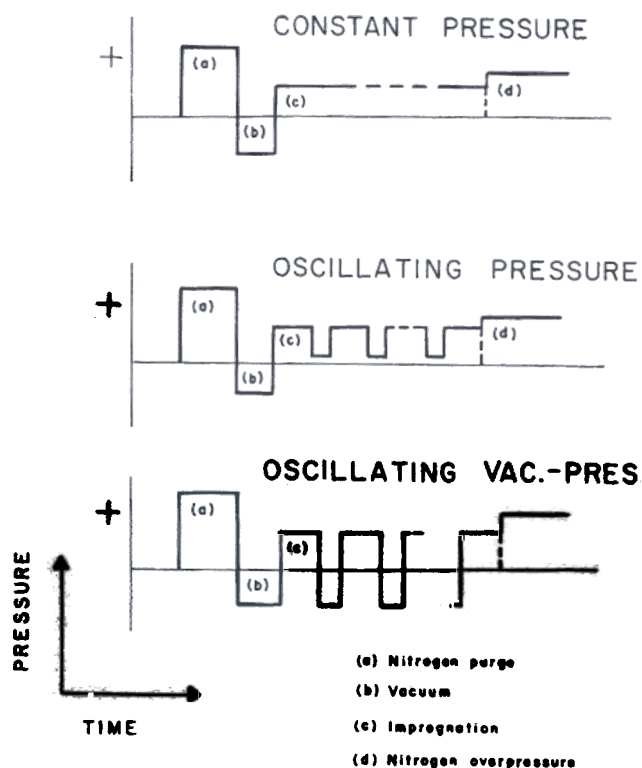 CONSTANT PRESSURE
+
(a)
(b)
(c)
(d)
OSCILLATING PRESSURE
+
(a)
(b)
(c)
(d)
OSCILLATING VAC.-PRES
+
(a)
(b)
PRESSURE
TIME
(a) Nitrogen purge
(b) Vacuum
(c) Impregnation
(d) Nitrogen overpressure